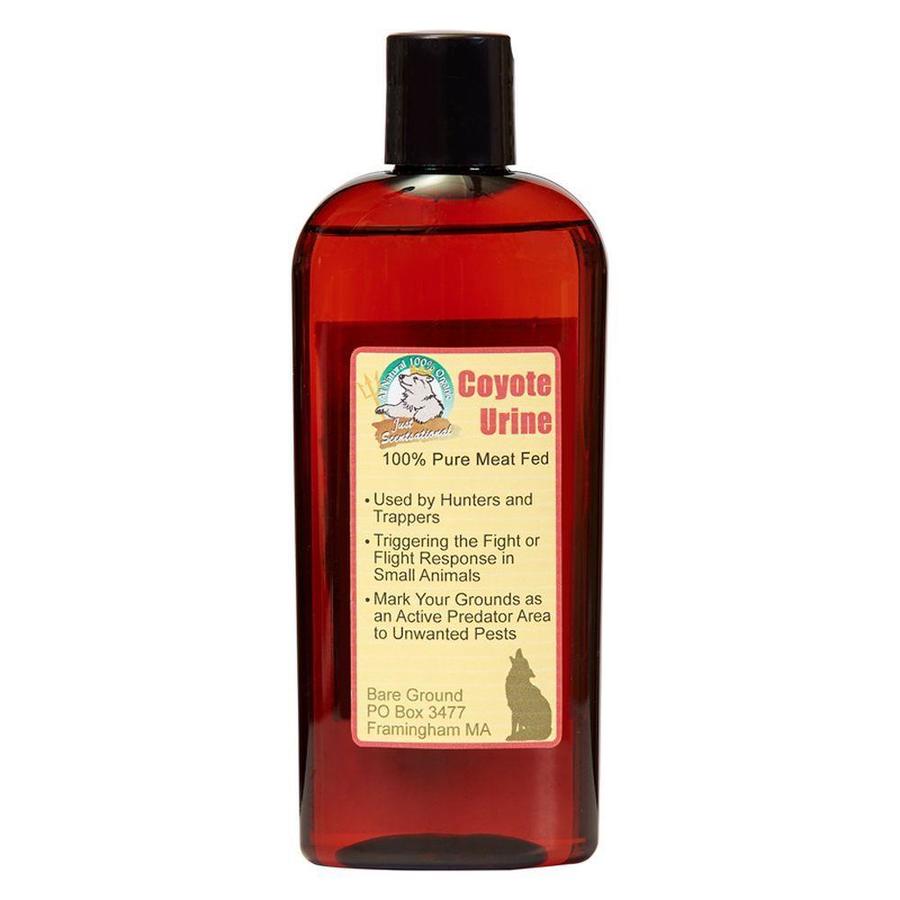 All Natural 100% Organic
Just
Scentsational
Coyote
Urine
100% Pure Meat Fed
• Used by Hunters and
Trappers
• Triggering the Fight or
Flight Response in
Small Animals
• Mark Your Grounds as
an Active Predator Area
to Unwanted Pests
Bare Ground
PO Box 3477
Framingham MA